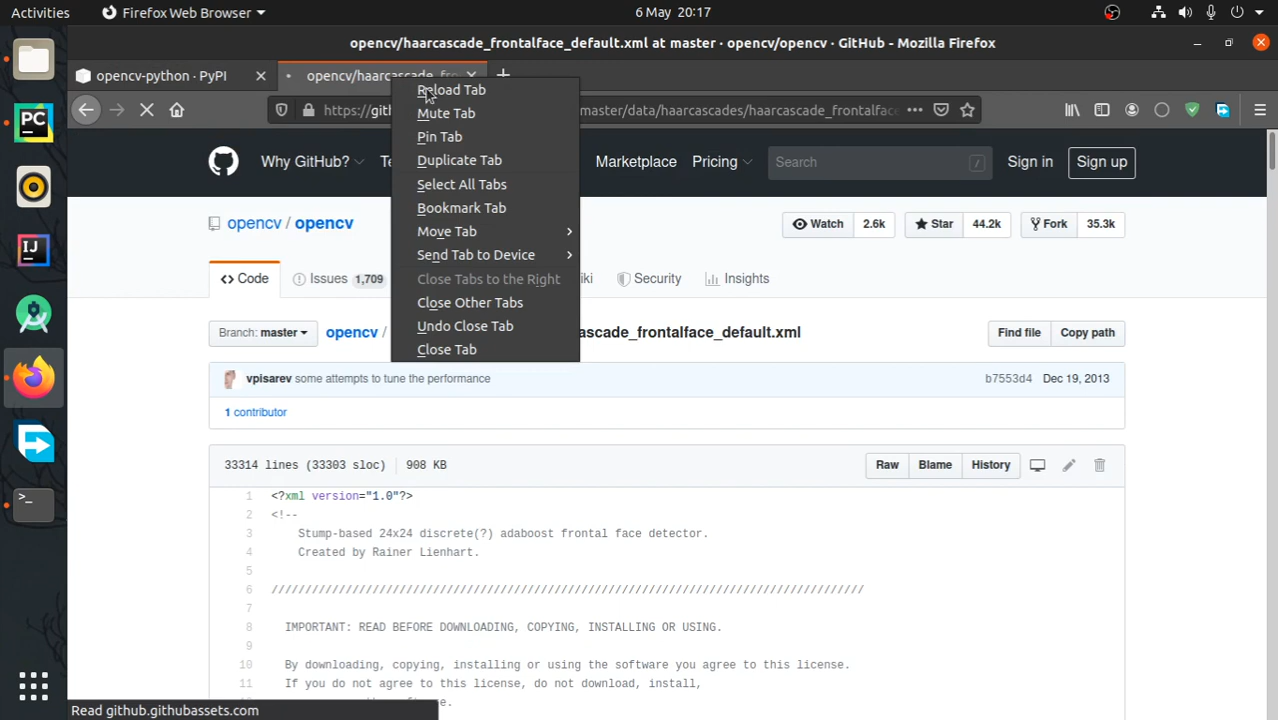 Activities
Firefox Web Browser
6 May 20:17
opencv/haarcascade_frontalface_default.xml at master · opencv/opencv · GitHub - Mozilla Firefox
opencv-python · PyPI
opencv/haarcascade_fr
https://gith
master/data/haarcascades/haarcascade_frontalface
Reload Tab
Mute Tab
Pin Tab
Duplicate Tab
Select All Tabs
Bookmark Tab
Move Tab
Send Tab to Device
Close Tabs to the Right
Close Other Tabs
Undo Close Tab
Close Tab
Why GitHub?
Te
Marketplace
Pricing
Search
/
Sign in
Sign up
opencv / opencv
Watch
2.6k
Star
44.2k
Fork
35.3k
Code
Issues
1,709
iki
Security
Insights
Branch: master
opencv /
ascade_frontalface_default.xml
Find file
Copy path
vpisarev some attempts to tune the performance
b7553d4 Dec 19, 2013
1 contributor
33314 lines (33303 sloc)
908 KB
Raw
Blame
History
1 <?xml version="1.0"?>
2 <!--
3 Stump-based 24x24 discrete(?) adaboost frontal face detector.
4 Created by Rainer Lienhart.
5
6 ////////////////////////////////////////////////////////////////////////////////////////
7
8 IMPORTANT: READ BEFORE DOWNLOADING, COPYING, INSTALLING OR USING.
9
10 By downloading, copying, installing or using the software you agree to this license.
11 If you do not agree to this license, do not download, install,
Read github.githubassets.com
PC
IJ